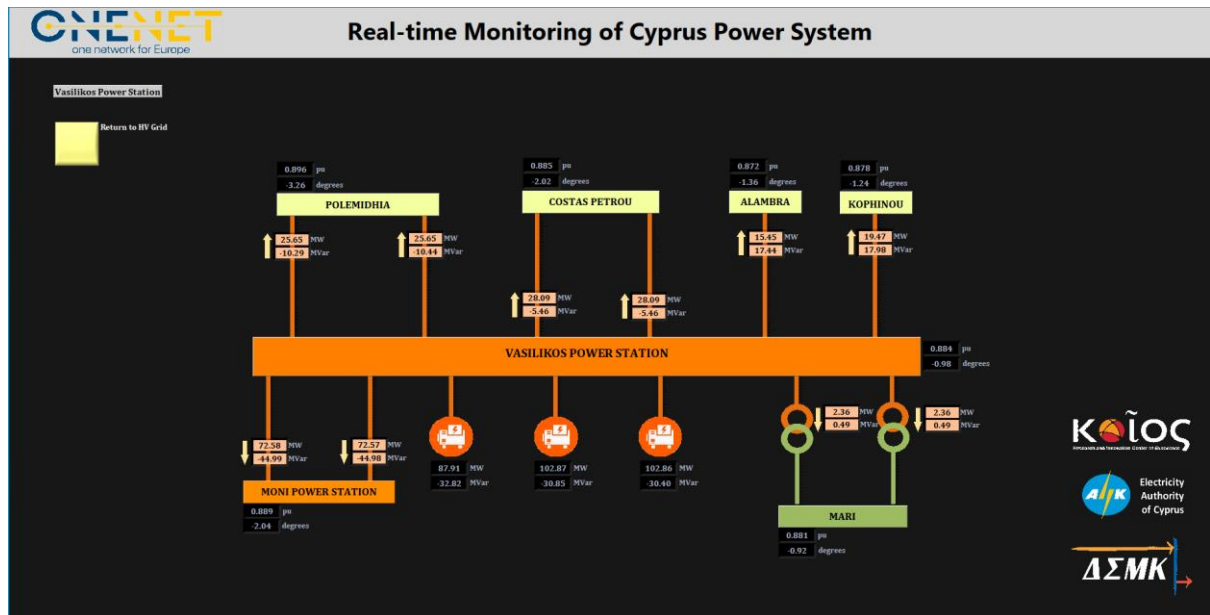 ONENET
one network for Europe
Real-time Monitoring of Cyprus Power System
Vasilikos Power Station
Return to HV Grid
0.896 pu
-3.26 degrees
POLEMIDHIA
0.885 pu
-2.02 degrees
COSTAS PETROU
0.872 pu
-1.36 degrees
ALAMBRA
0.878 pu
-1.24 degrees
KOPHINOU
25.65 MW
-10.29 MVar
25.65 MW
-10.44 MVar
15.45 MW
17.44 MVar
19.47 MW
17.98 MVar
28.09 MW
-5.46 MVar
28.09 MW
-5.46 MVar
VASILIKOS POWER STATION
0.884 pu
-0.98 degrees
72.58 MW
-44.99 MVar
72.57 MW
-44.98 MVar
87.91 MW
-32.82 MVar
102.87 MW
-30.85 MVar
102.86 MW
-30.40 MVar
2.36 MW
0.49 MVar
2.36 MW
0.49 MVar
MONI POWER STATION
0.889 pu
-2.04 degrees
MARI
0.881 pu
-0.92 degrees
κοῖος
AHK
Electricity
Authority
of Cyprus
ΔΣΜΚ